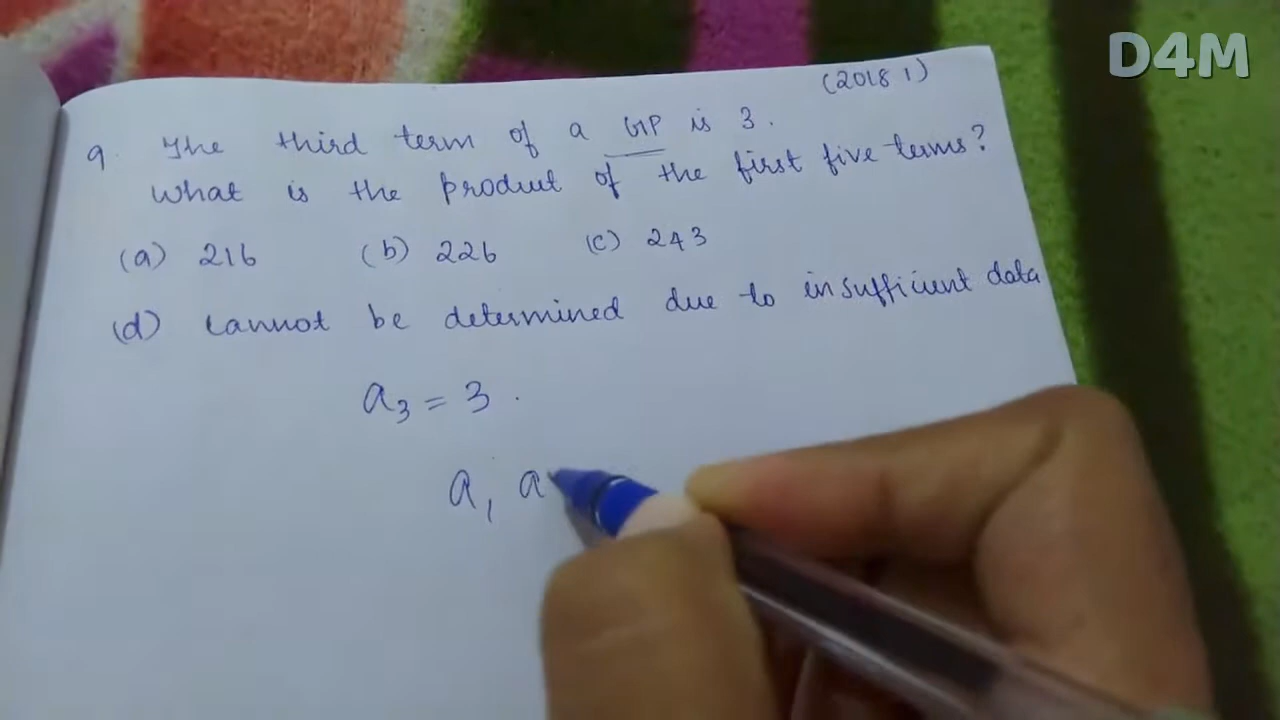 D4M
(2018 1)
9. The third term of a GP is 3.
What is the product of the first five terms?
(a) 216 (b) 226 (c) 243
(d) cannot be determined due to insufficient data
a₃ = 3.
a, a